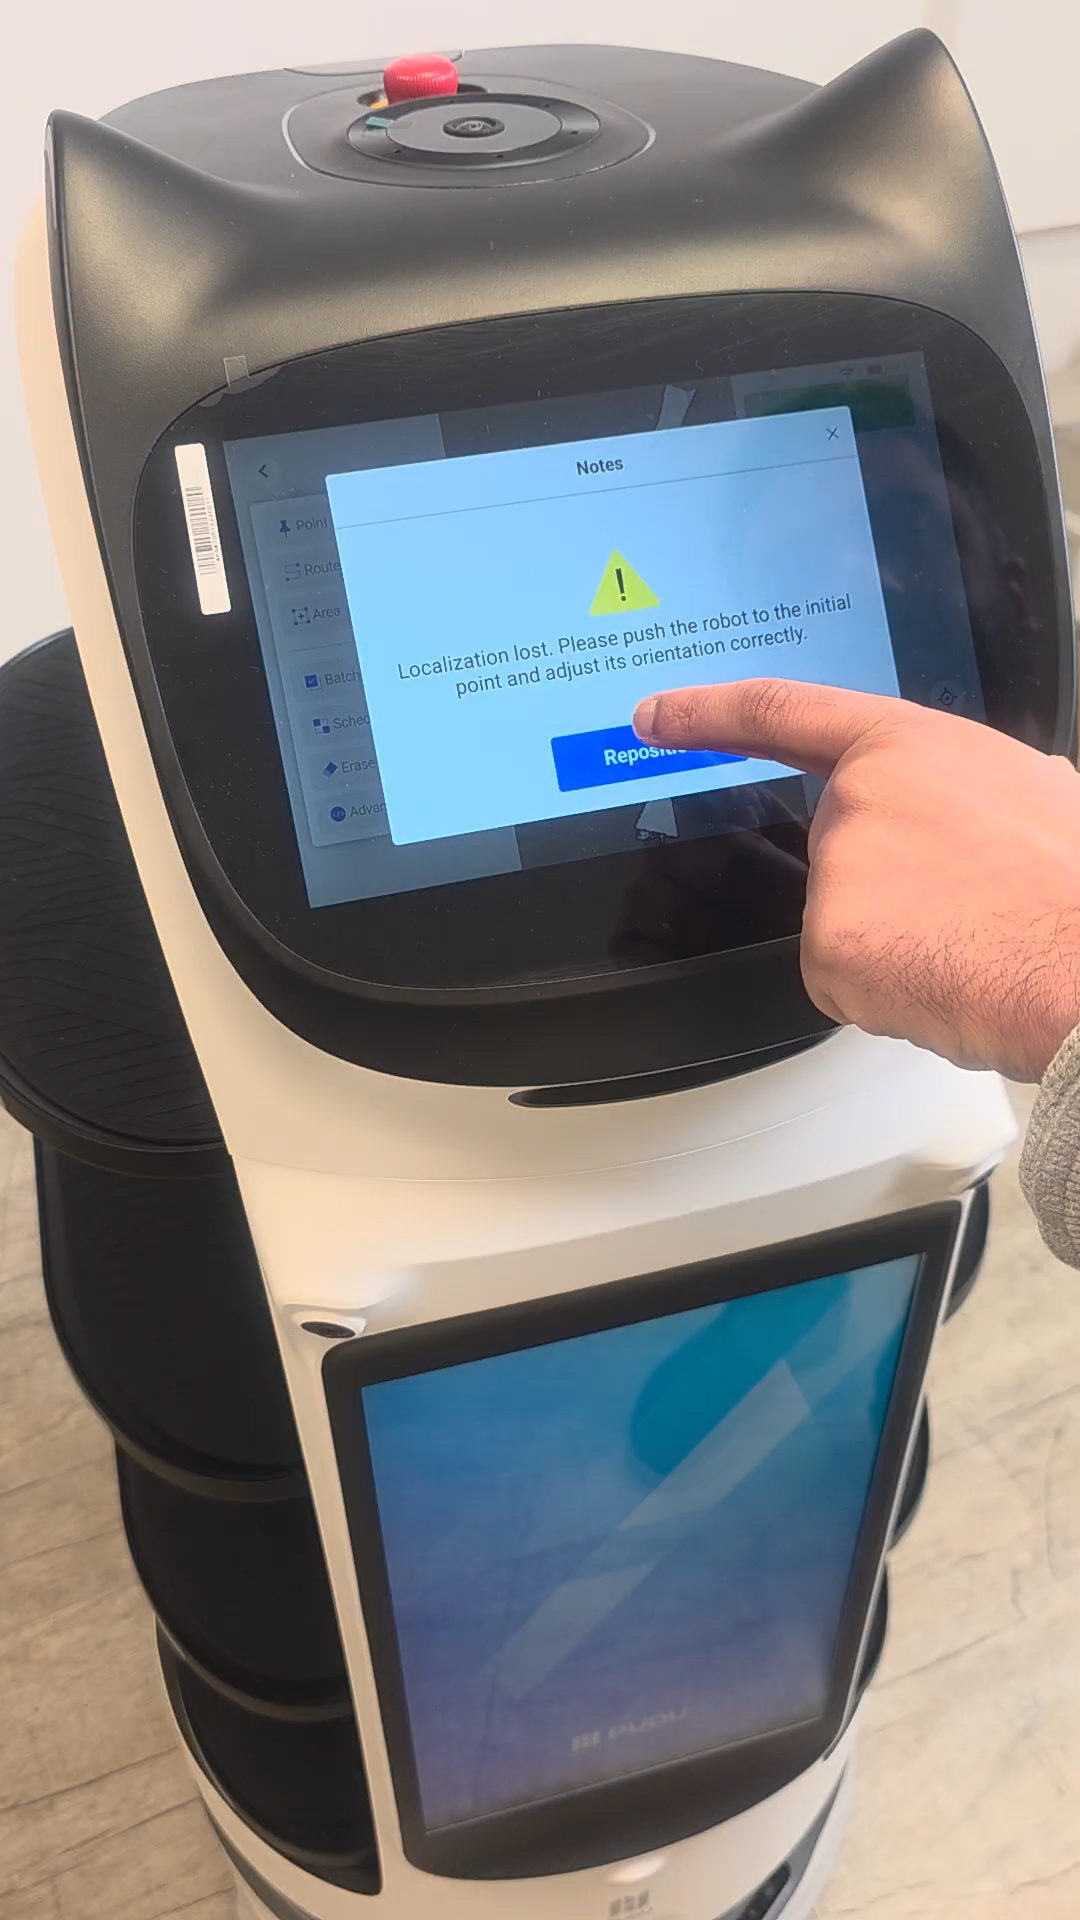 Notes
Point
Route
Area
Localization lost. Please push the robot to the initial
point and adjust its orientation correctly.
Batch
Erase